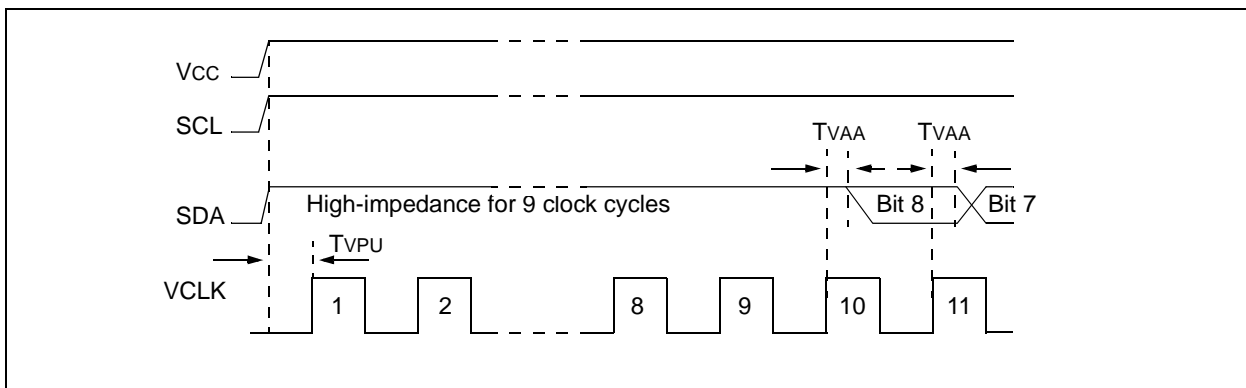 VCC
SCL
TVAA TVAA
SDA High-impedance for 9 clock cycles Bit 8 Bit 7
TVPU
VCLK 1 2 8 9 10 11